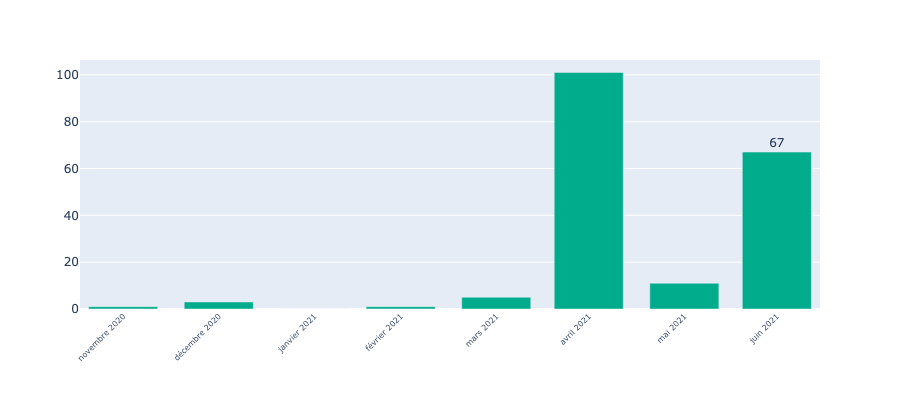 100
80
60
40
20
0
67
novembre 2020
décembre 2020
janvier 2021
février 2021
mars 2021
avril 2021
mai 2021
juin 2021